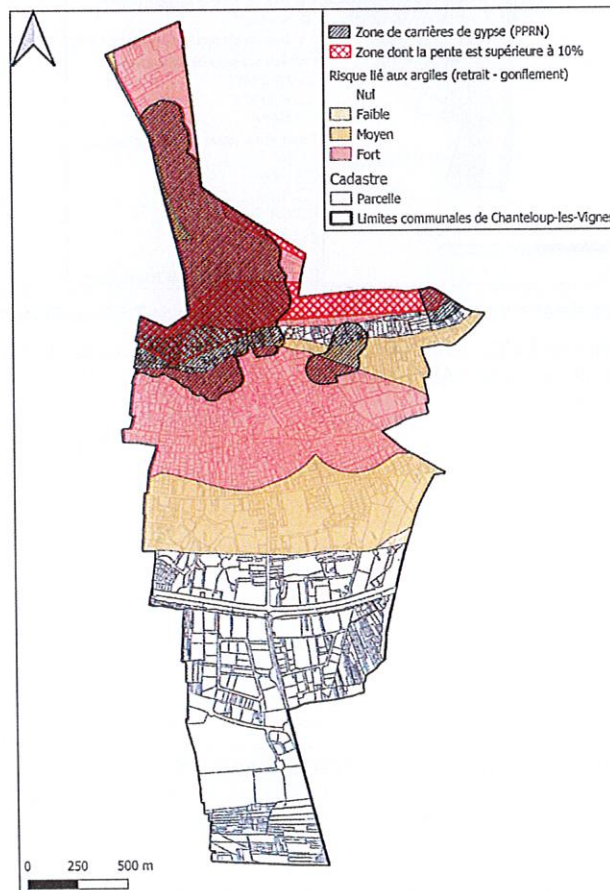 Zone de carrières de gypse (PPRN)
Zone dont la pente est supérieure à 10%
Risque lié aux argiles (retrait - gonflement)
Nul
Faible
Moyen
Fort
Cadastre
Parcelle
Limites communales de Chanteloup-les-Vignes
0 250 500 m